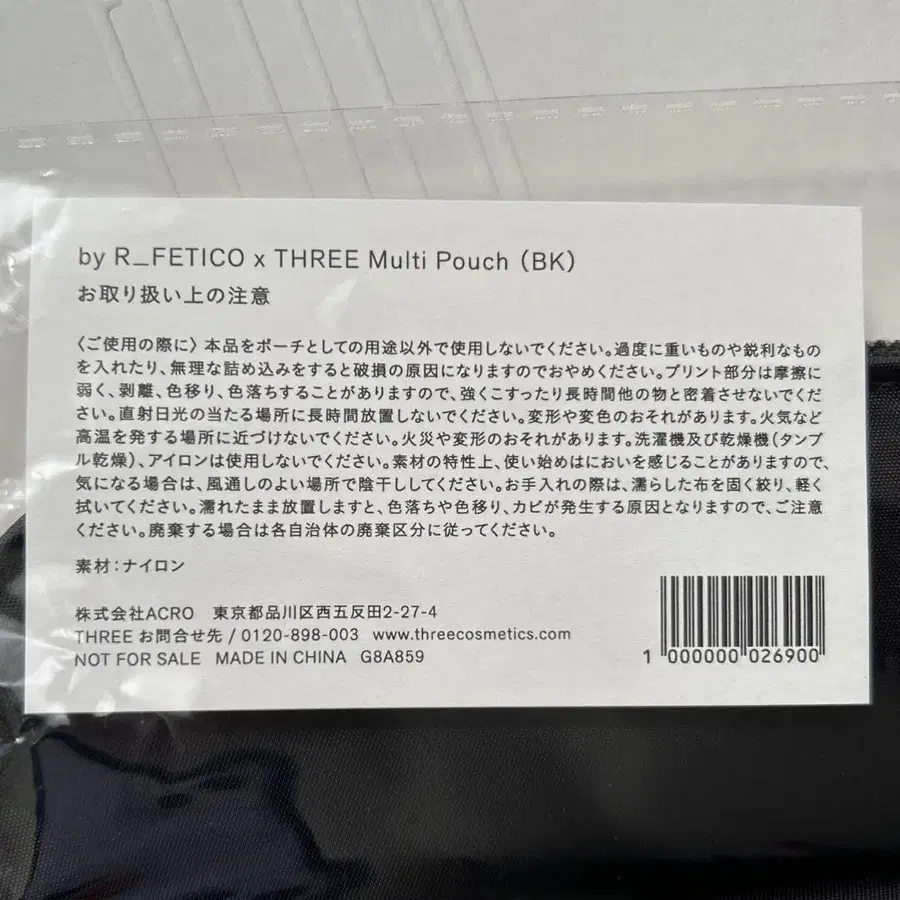 by R_FETICO x THREE Multi Pouch (BK)
お取り扱い上の注意
〈ご使用の際に〉本品をポーチとしての用途以外で使用しないでください。過度に重いものや鋭利なもの
を入れたり、無理な詰め込みをすると破損の原因になりますのでおやめください。プリント部分は摩擦に
弱く、剥離、色移り、色落ちすることがありますので、強くこすったり長時間他の物と密着させないでくだ
さい。直射日光の当たる場所に長時間放置しないでください。変形や変色のおそれがあります。火気など
高温を発する場所に近づけないでください。火災や変形のおそれがあります。洗濯機及び乾燥機(タンブ
ル乾燥)、アイロンは使用しないでください。素材の特性上、使い始めはにおいを感じることがありますので、
気になる場合は、風通しのよい場所で陰干ししてください。お手入れの際は、濡らした布を固く絞り、軽く
拭いてください。濡れたまま放置しますと、色落ちや色移り、カビが発生する原因となりますので、ご注意
ください。廃棄する場合は各自治体の廃棄区分に従ってください。
素材:ナイロン
株式会社ACRO 東京都品川区西五反田2-27-4
THREE お問合せ先 / 0120-898-003 www.threecosmetics.com
NOT FOR SALE MADE IN CHINA G8A859
1 000000 026900